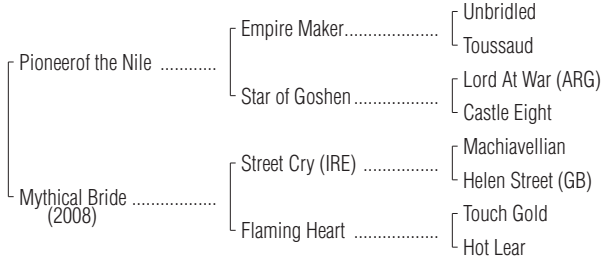 Unbridled
Empire Maker.....................
Toussaud
Pioneerof the Nile ............
Lord At War (ARG)
Star of Goshen..................
Castle Eight
Machiavellian
Street Cry (IRE) ................
Helen Street (GB)
Mythical Bride ..................
(2008)
Touch Gold
Flaming Heart ..................
Hot Lear